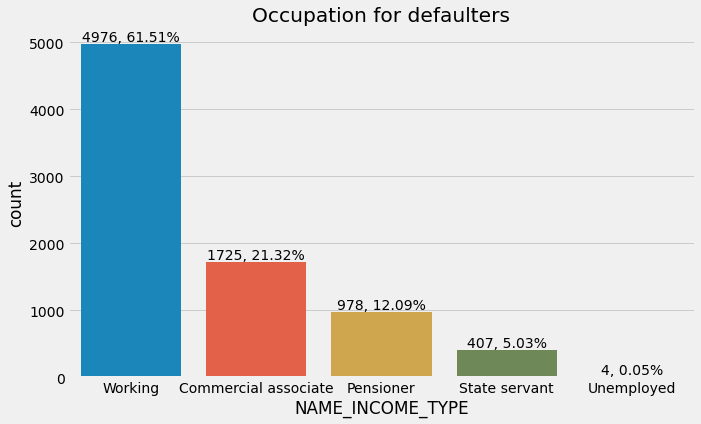 Occupation for defaulters
4976, 61.51%
1725, 21.32%
978, 12.09%
407, 5.03%
4, 0.05%
5000
4000
3000
2000
1000
0
count
Working Commercial associate Pensioner State servant Unemployed
NAME_INCOME_TYPE